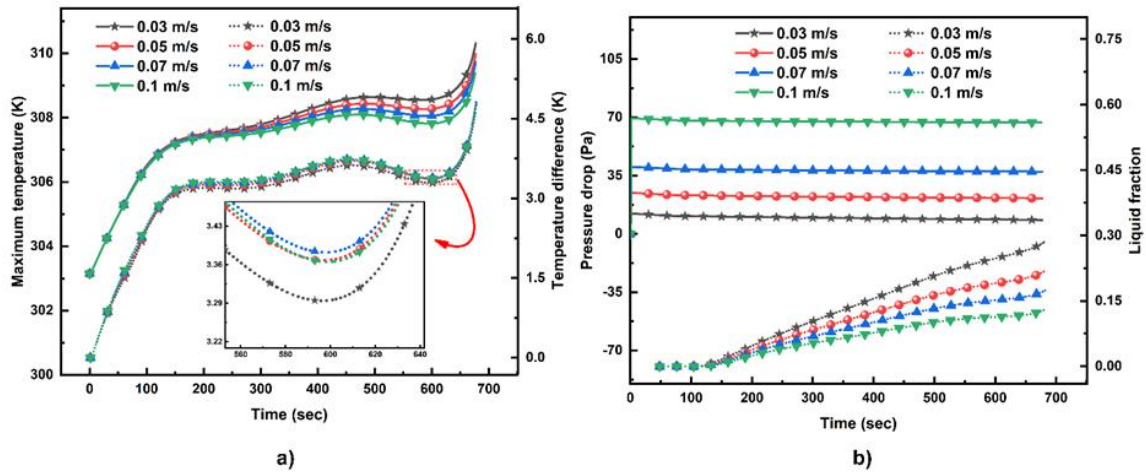 0.03 m/s 0.03 m/s
0.05 m/s 0.05 m/s
0.07 m/s 0.07 m/s
0.1 m/s 0.1 m/s
Maximum temperature (K)
310
308
306
304
302
300
Temperature difference (K)
6.0
4.5
3.0
1.5
0.0
3.43
3.36
3.29
3.22
560 580 600 620 640
0 100 200 300 400 500 600 700
Time (sec)
a)
0.03 m/s 0.03 m/s
0.05 m/s 0.05 m/s
0.07 m/s 0.07 m/s
0.1 m/s 0.1 m/s
Pressure drop (Pa)
105
70
35
0
-35
-70
Liquid fraction
0.75
0.60
0.45
0.30
0.15
0.00
0 100 200 300 400 500 600 700
Time (sec)
b)